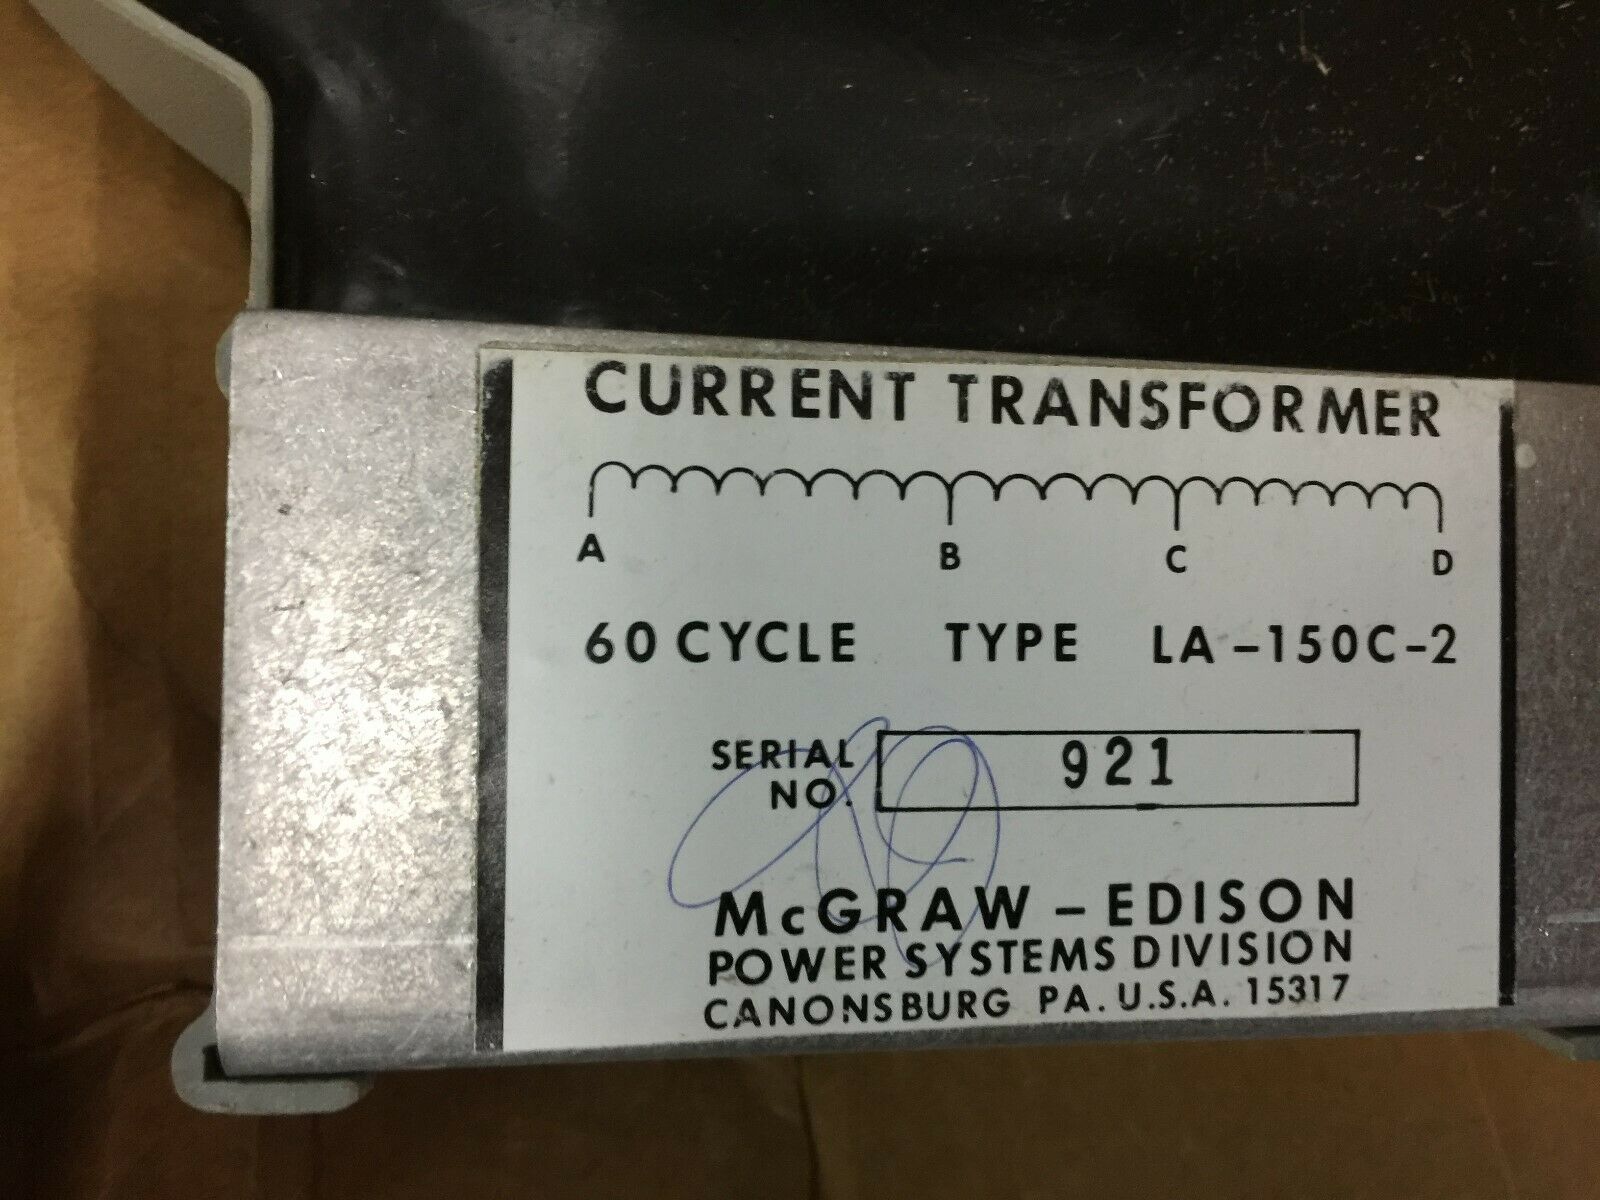 CURRENT TRANSFORMER
A B C D
60 CYCLE TYPE LA-150C-2
SERIAL NO. 921
McGRAW-EDISON
POWER SYSTEMS DIVISION
CANONSBURG PA. U.S.A. 15317